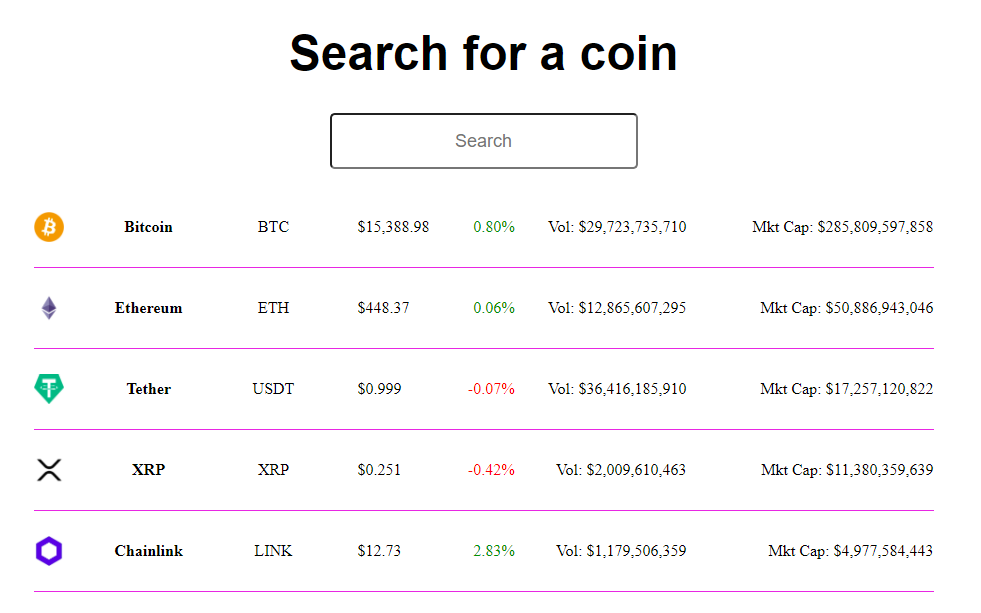 Search for a coin
Search
Bitcoin BTC $15,388.98 0.80% Vol: $29,723,735,710 Mkt Cap: $285,809,597,858
Ethereum ETH $448.37 0.06% Vol: $12,865,607,295 Mkt Cap: $50,886,943,046
Tether USDT $0.999 -0.07% Vol: $36,416,185,910 Mkt Cap: $17,257,120,822
XRP XRP $0.251 -0.42% Vol: $2,009,610,463 Mkt Cap: $11,380,359,639
Chainlink LINK $12.73 2.83% Vol: $1,179,506,359 Mkt Cap: $4,977,584,443